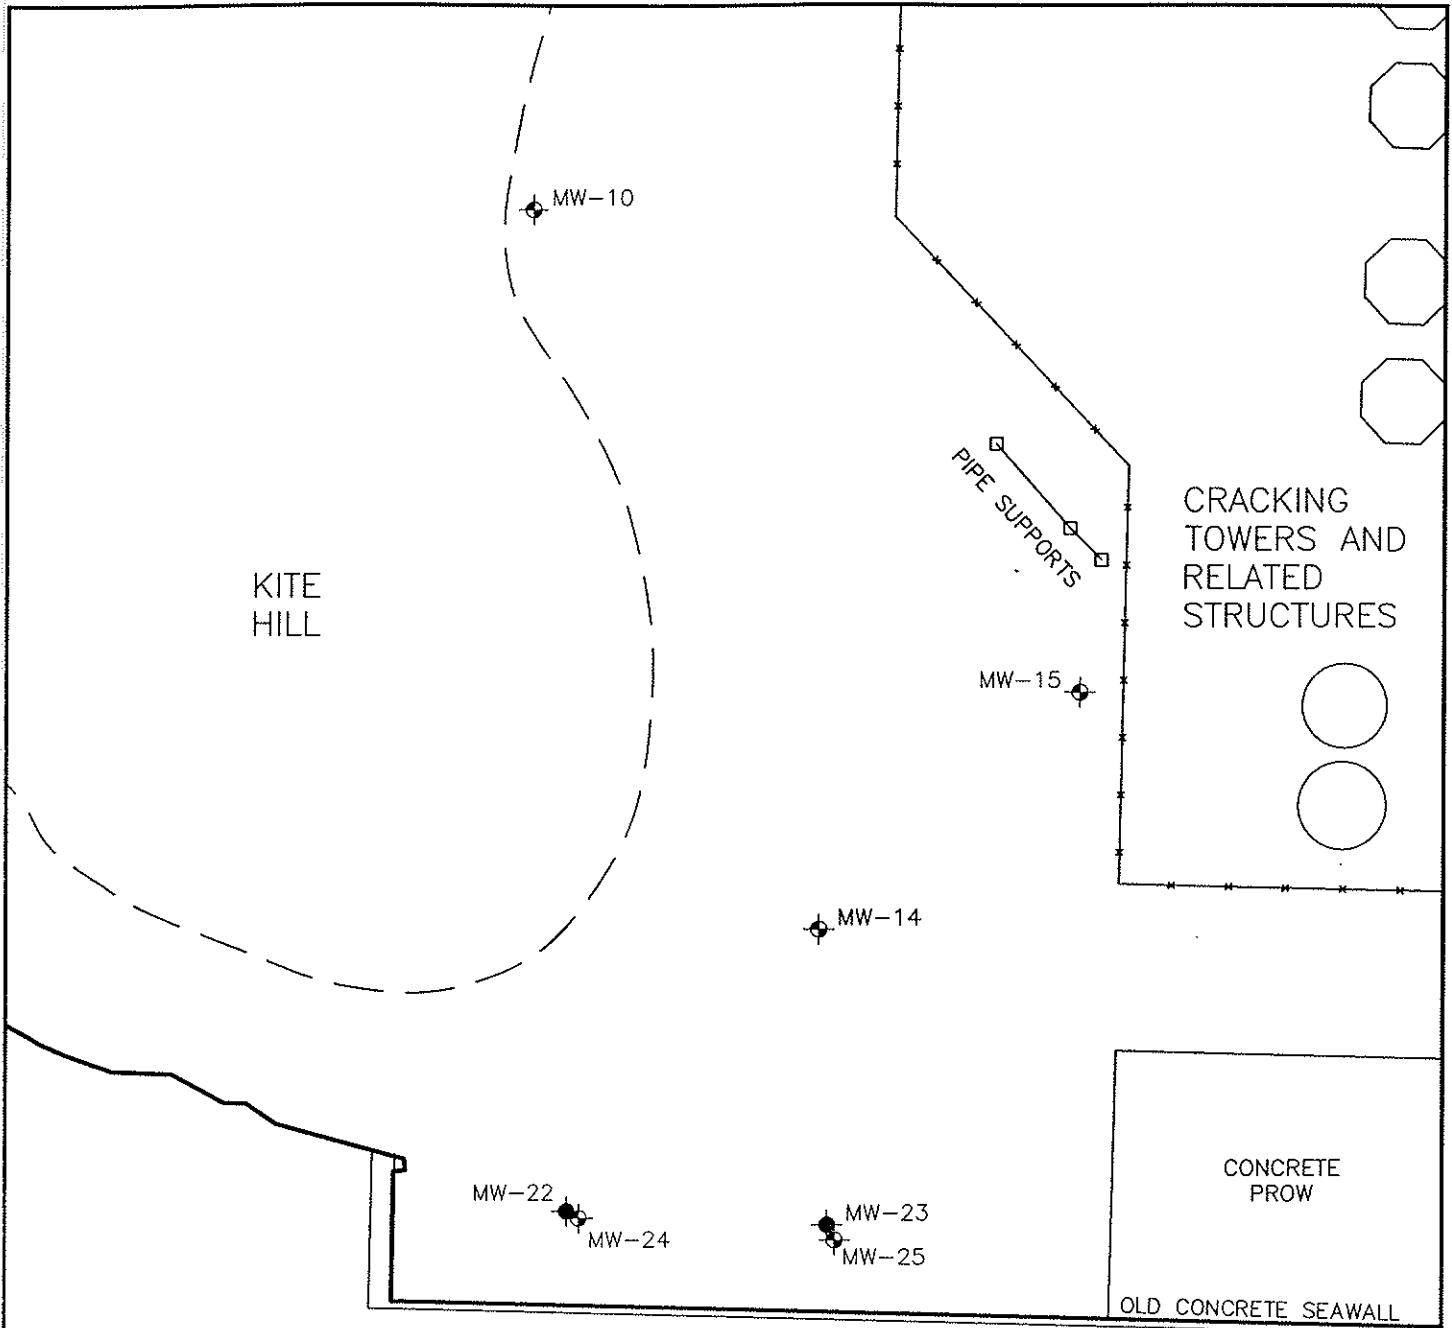 MW-10
PIPE SUPPORTS
CRACKING
TOWERS AND
RELATED
STRUCTURES
KITE
HILL
MW-15
MW-14
CONCRETE
PROW
MW-22
MW-24
MW-23
MW-25
OLD CONCRETE SEAWALL